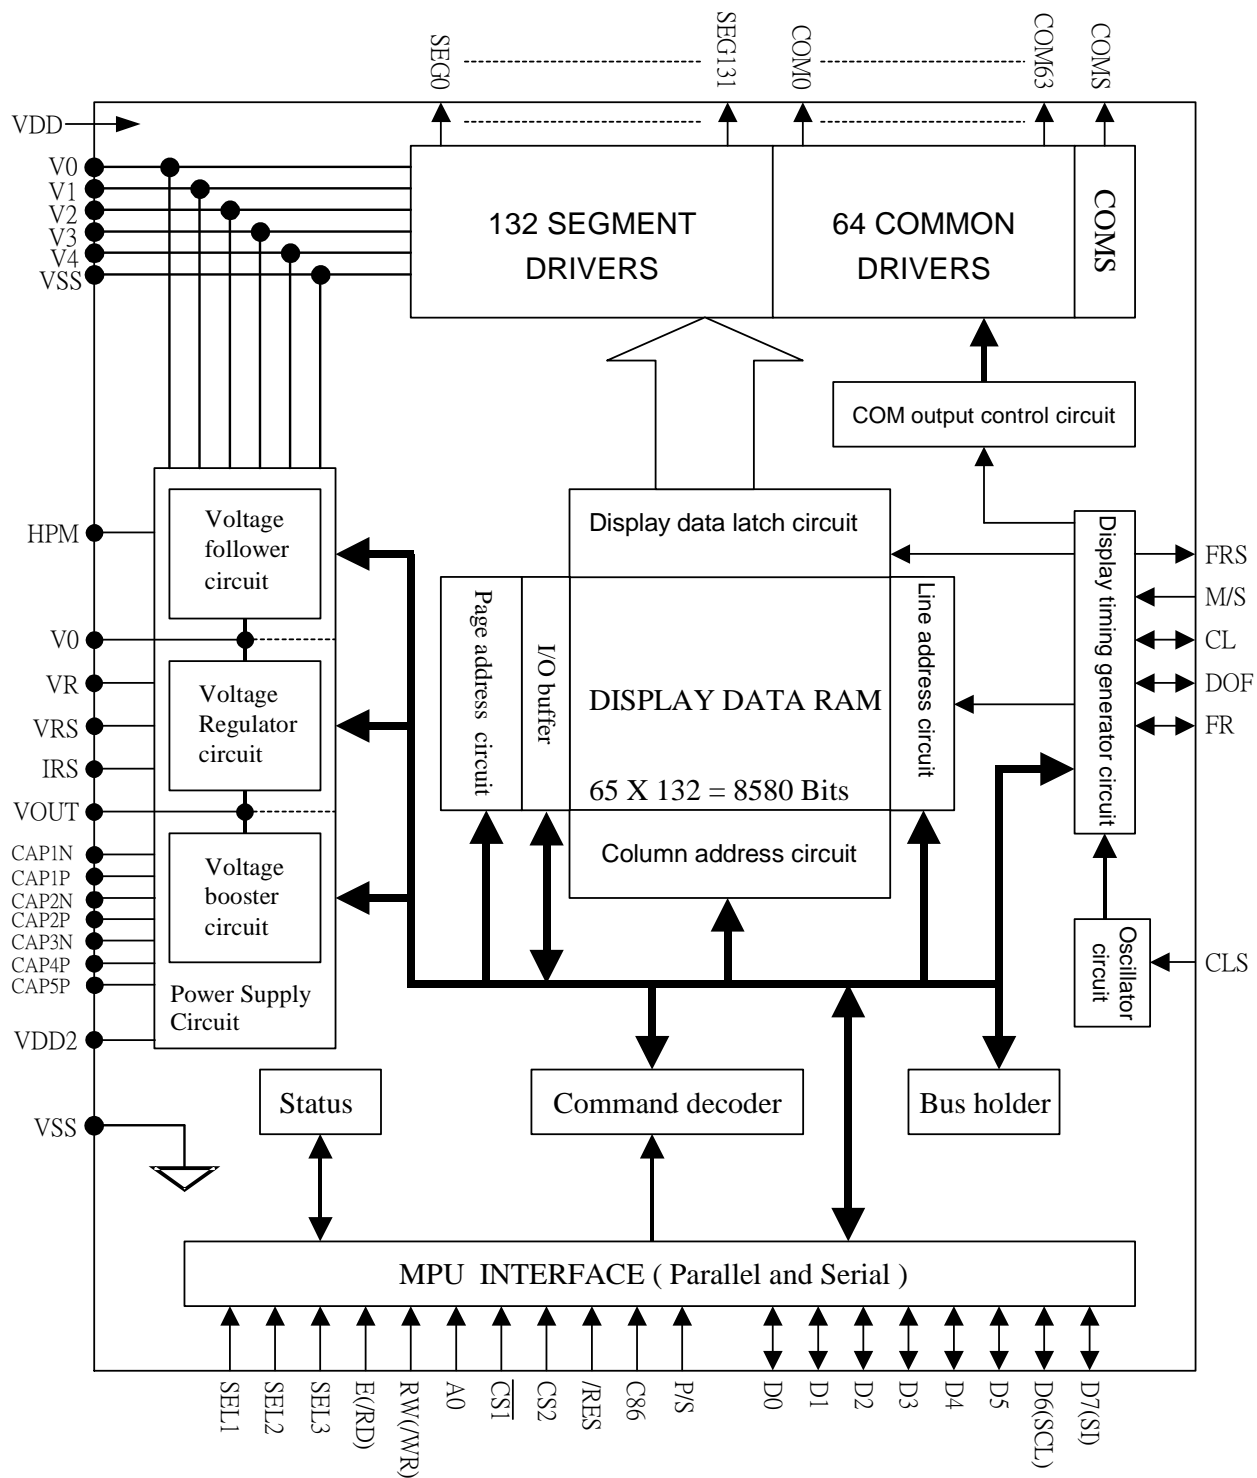 SEG0
SEG131
COM0
COM63
COMS
VDD
V0
V1
V2
V3
V4
VSS
132 SEGMENT
DRIVERS
64 COMMON
DRIVERS
COMS
COM output control circuit
Voltage
follower
circuit
Display data latch circuit
Display timing generator circuit
HPM
V0
VR
VRS
IRS
VOUT
CAP1N
CAP1P
CAP2N
CAP2P
CAP3N
CAP4P
CAP5P
VDD2
VSS
Voltage
Regulator
circuit
Voltage
booster
circuit
Power Supply
Circuit
Page address
circuit
I/O buffer
DISPLAY DATA RAM
65 X 132 = 8580 Bits
Line address circuit
Column address circuit
FRS
M/S
CL
DOF
FR
Oscillator
circuit
CLS
Status
Command decoder
Bus holder
MPU INTERFACE ( Parallel and Serial )
SEL1
SEL2
SEL3
E(/RD)
RW(/WR)
A0
CS1
CS2
/RES
C86
P/S
D0
D1
D2
D3
D4
D5
D6(SCL)
D7(SI)